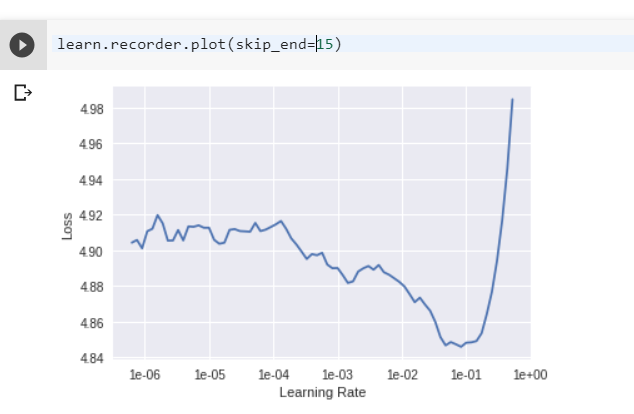 learn.recorder.plot(skip_end=15)
4.98
4.96
4.94
4.92
4.90
4.88
4.86
4.84
Loss
1e-06 1e-05 1e-04 1e-03 1e-02 1e-01 1e+00
Learning Rate